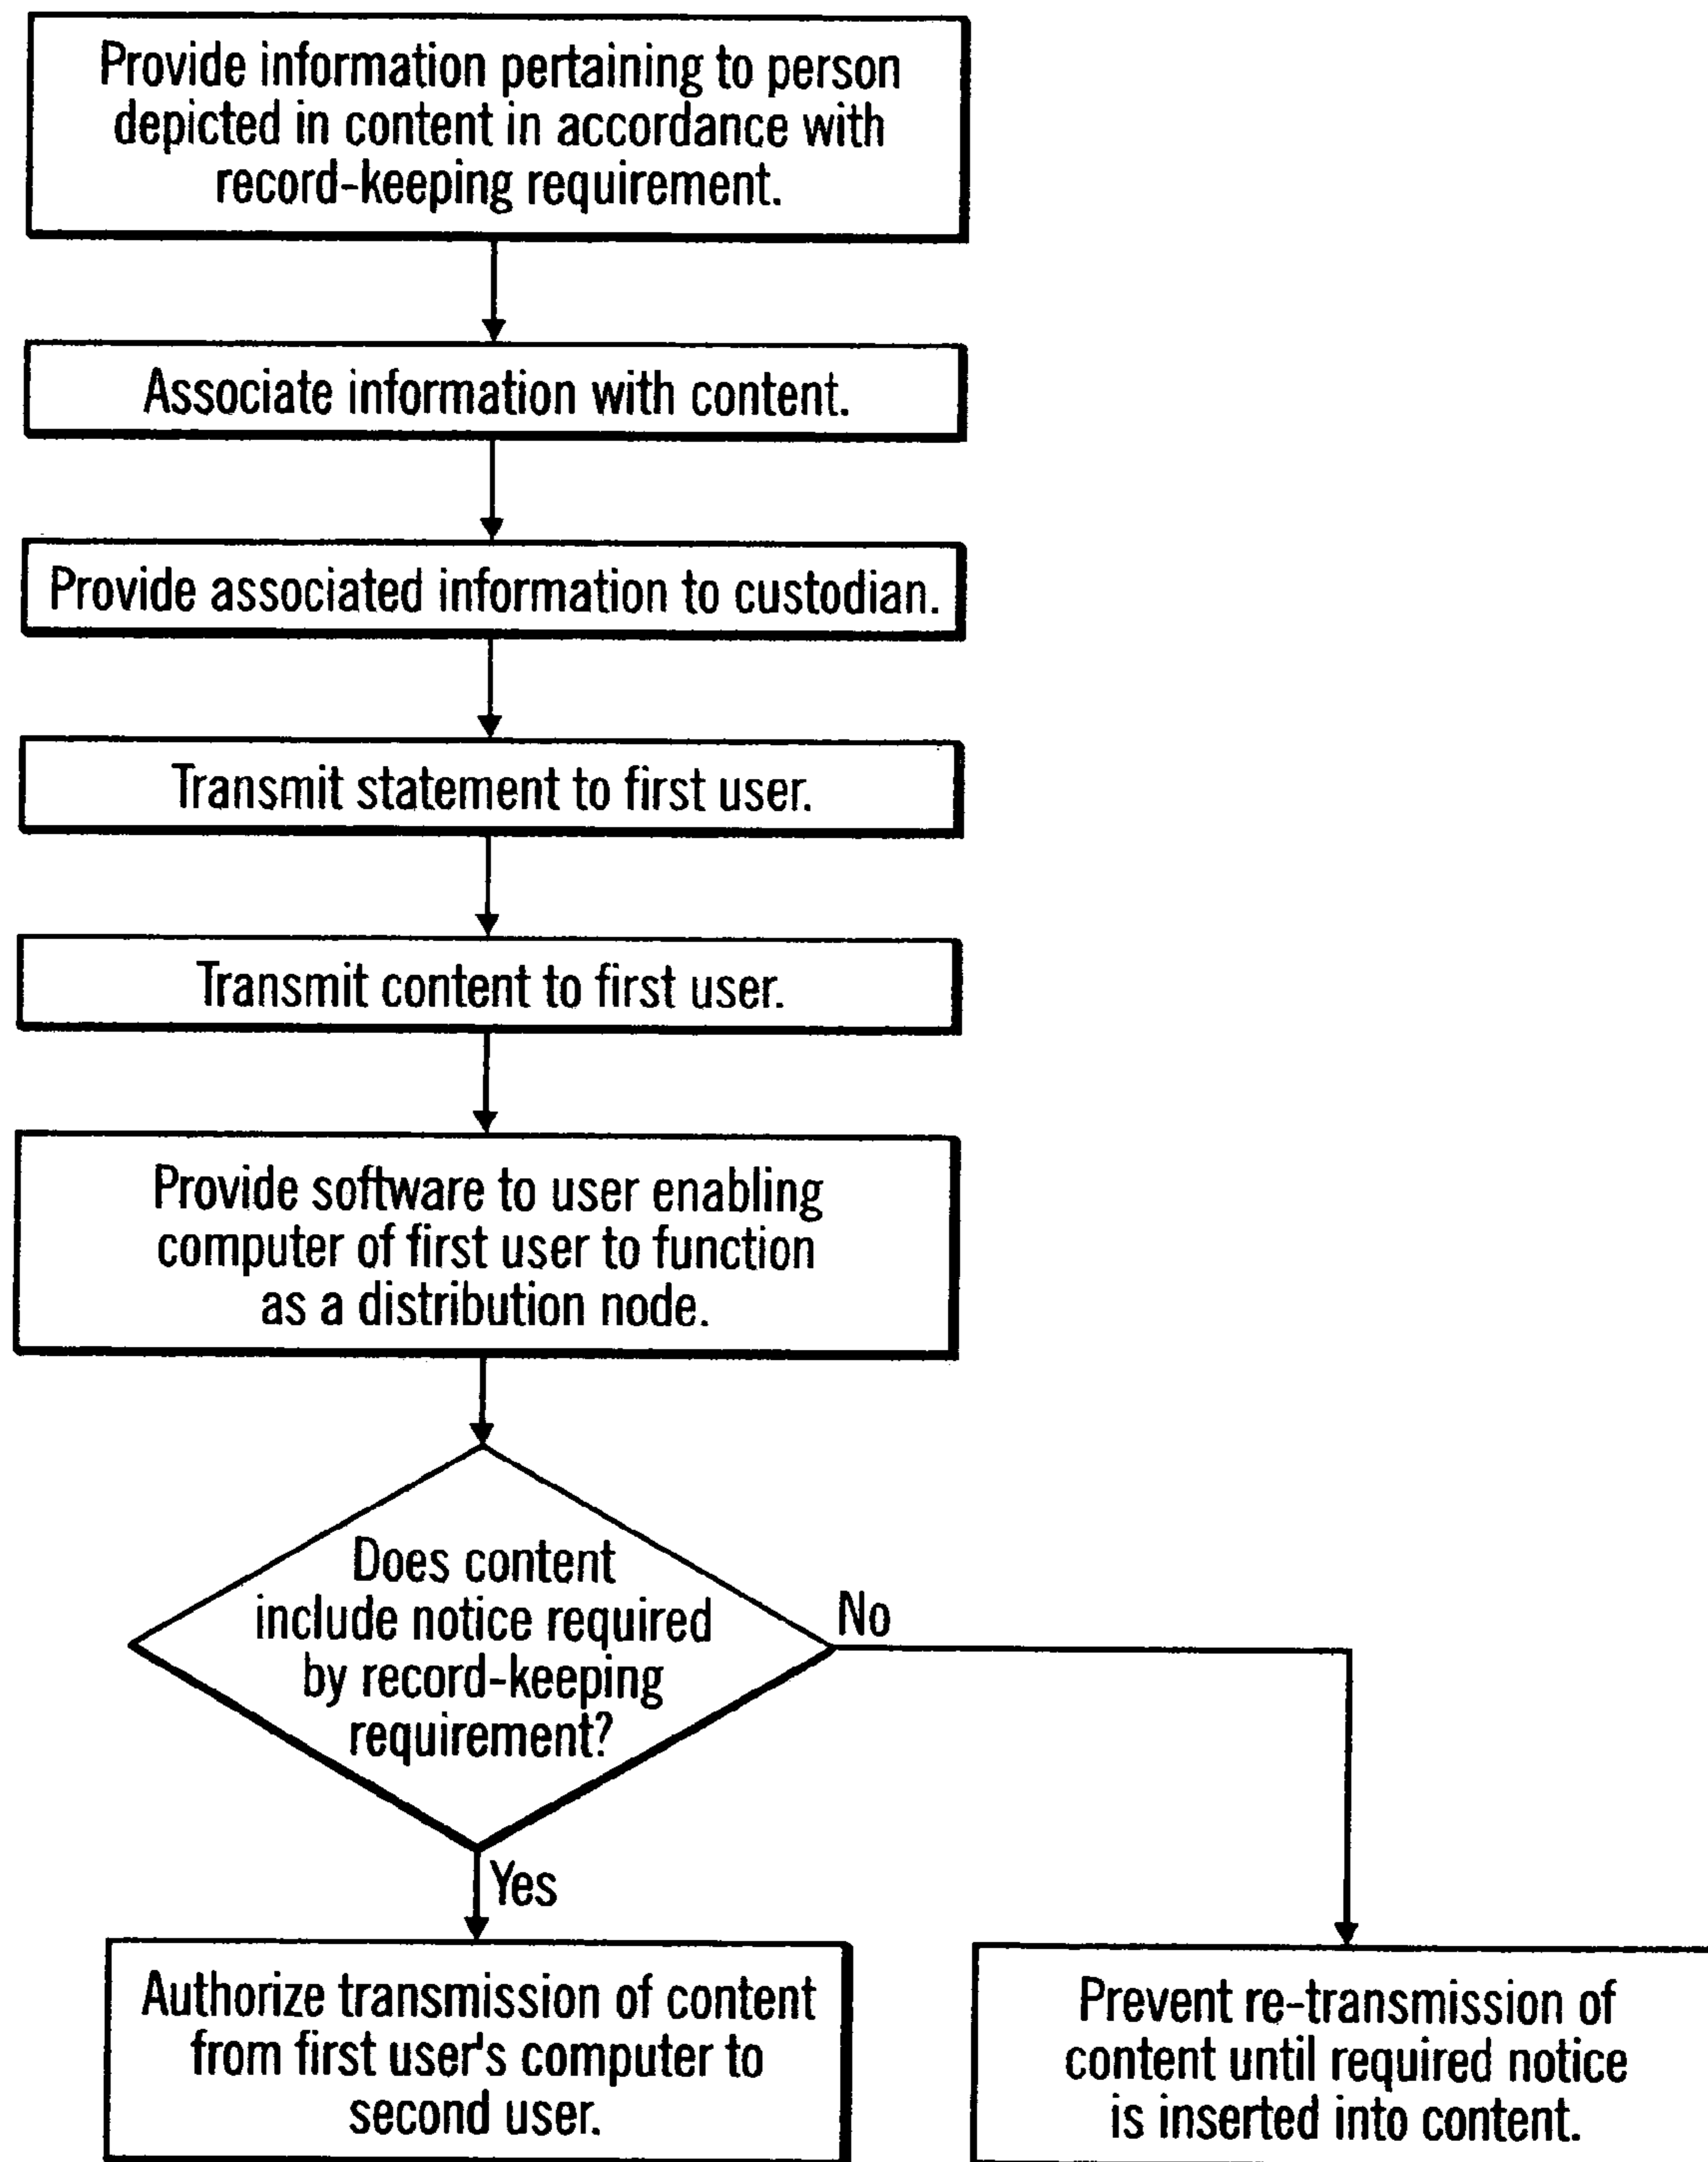 Provide information pertaining to person
depicted in content in accordance with
record-keeping requirement.
Associate information with content.
Provide associated information to custodian.
Transmit statement to first user.
Transmit content to first user.
Provide software to user enabling
computer of first user to function
as a distribution node.
Does content
include notice required
by record-keeping
requirement?
No
Yes
Authorize transmission of content
from first user's computer to
second user.
Prevent re-transmission of
content until required notice
is inserted into content.